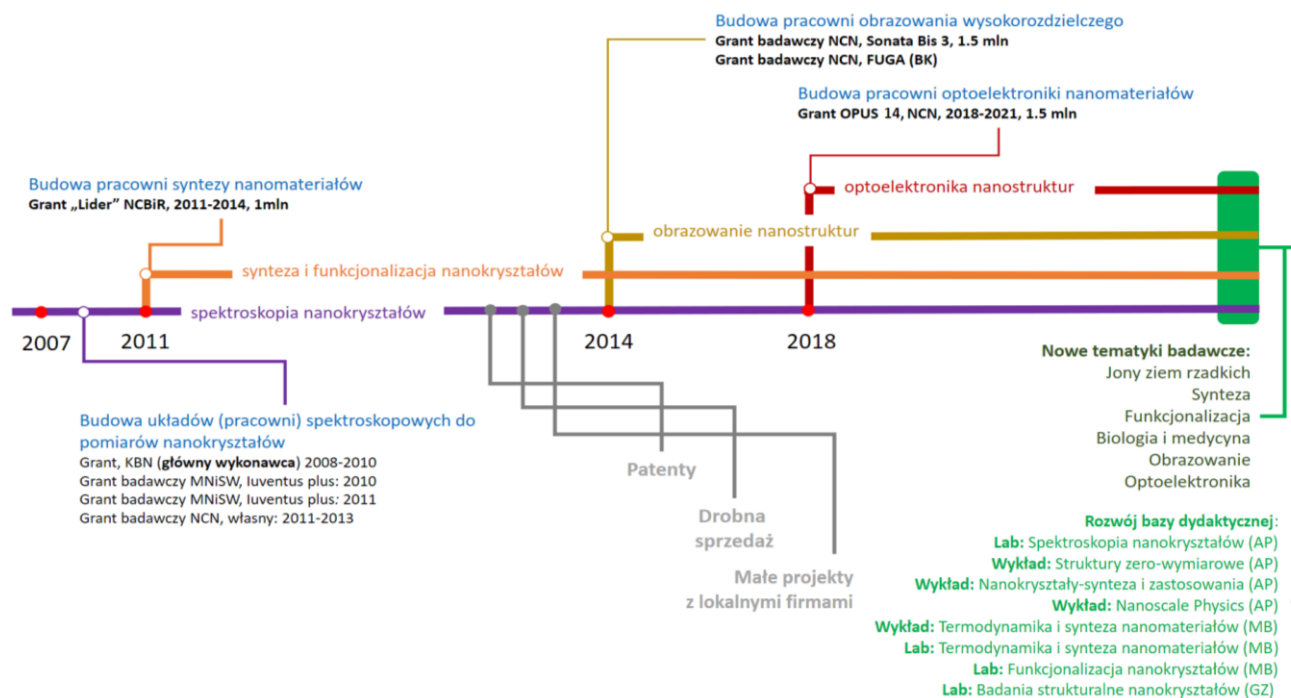 Budowa pracowni obrazowania wysokorozdzielczego
Grant badawczy NCN, Sonata Bis 3, 1.5 mln
Grant badawczy NCN, FUGA (BK)
Budowa pracowni optoelektroniki nanomateriałów
Grant OPUS 14, NCN, 2018-2021, 1.5 mln
Budowa pracowni syntezy nanomateriałów
Grant „Lider” NCBiR, 2011-2014, 1mln
optoelektronika nanostruktur
obrazowanie nanostruktur
synteza i funkcjonalizacja nanokryształów
spektroskopia nanokryształów
2007
2011
2014
2018
Budowa układów (pracowni) spektroskopowych do
pomiarów nanokryształów
Grant, KBN (główny wykonawca) 2008-2010
Grant badawczy MNiSW, Iuventus plus: 2010
Grant badawczy MNiSW, Iuventus plus: 2011
Grant badawczy NCN, własny: 2011-2013
Patenty
Drobna
sprzedaż
Małe projekty
z lokalnymi firmami
Nowe tematyki badawcze:
Jony ziem rzadkich
Synteza
Funkcjonalizacja
Biologia i medycyna
Obrazowanie
Optoelektronika
Rozwój bazy dydaktycznej:
Lab: Spektroskopia nanokryształów (AP)
Wykład: Struktury zero-wymiarowe (AP)
Wykład: Nanokryształy-synteza i zastosowania (AP)
Wykład: Nanoscale Physics (AP)
Wykład: Termodynamika i synteza nanomateriałów (MB)
Lab: Termodynamika i synteza nanomateriałów (MB)
Lab: Funkcjonalizacja nanokryształów (MB)
Lab: Badania strukturalne nanokryształów (GZ)